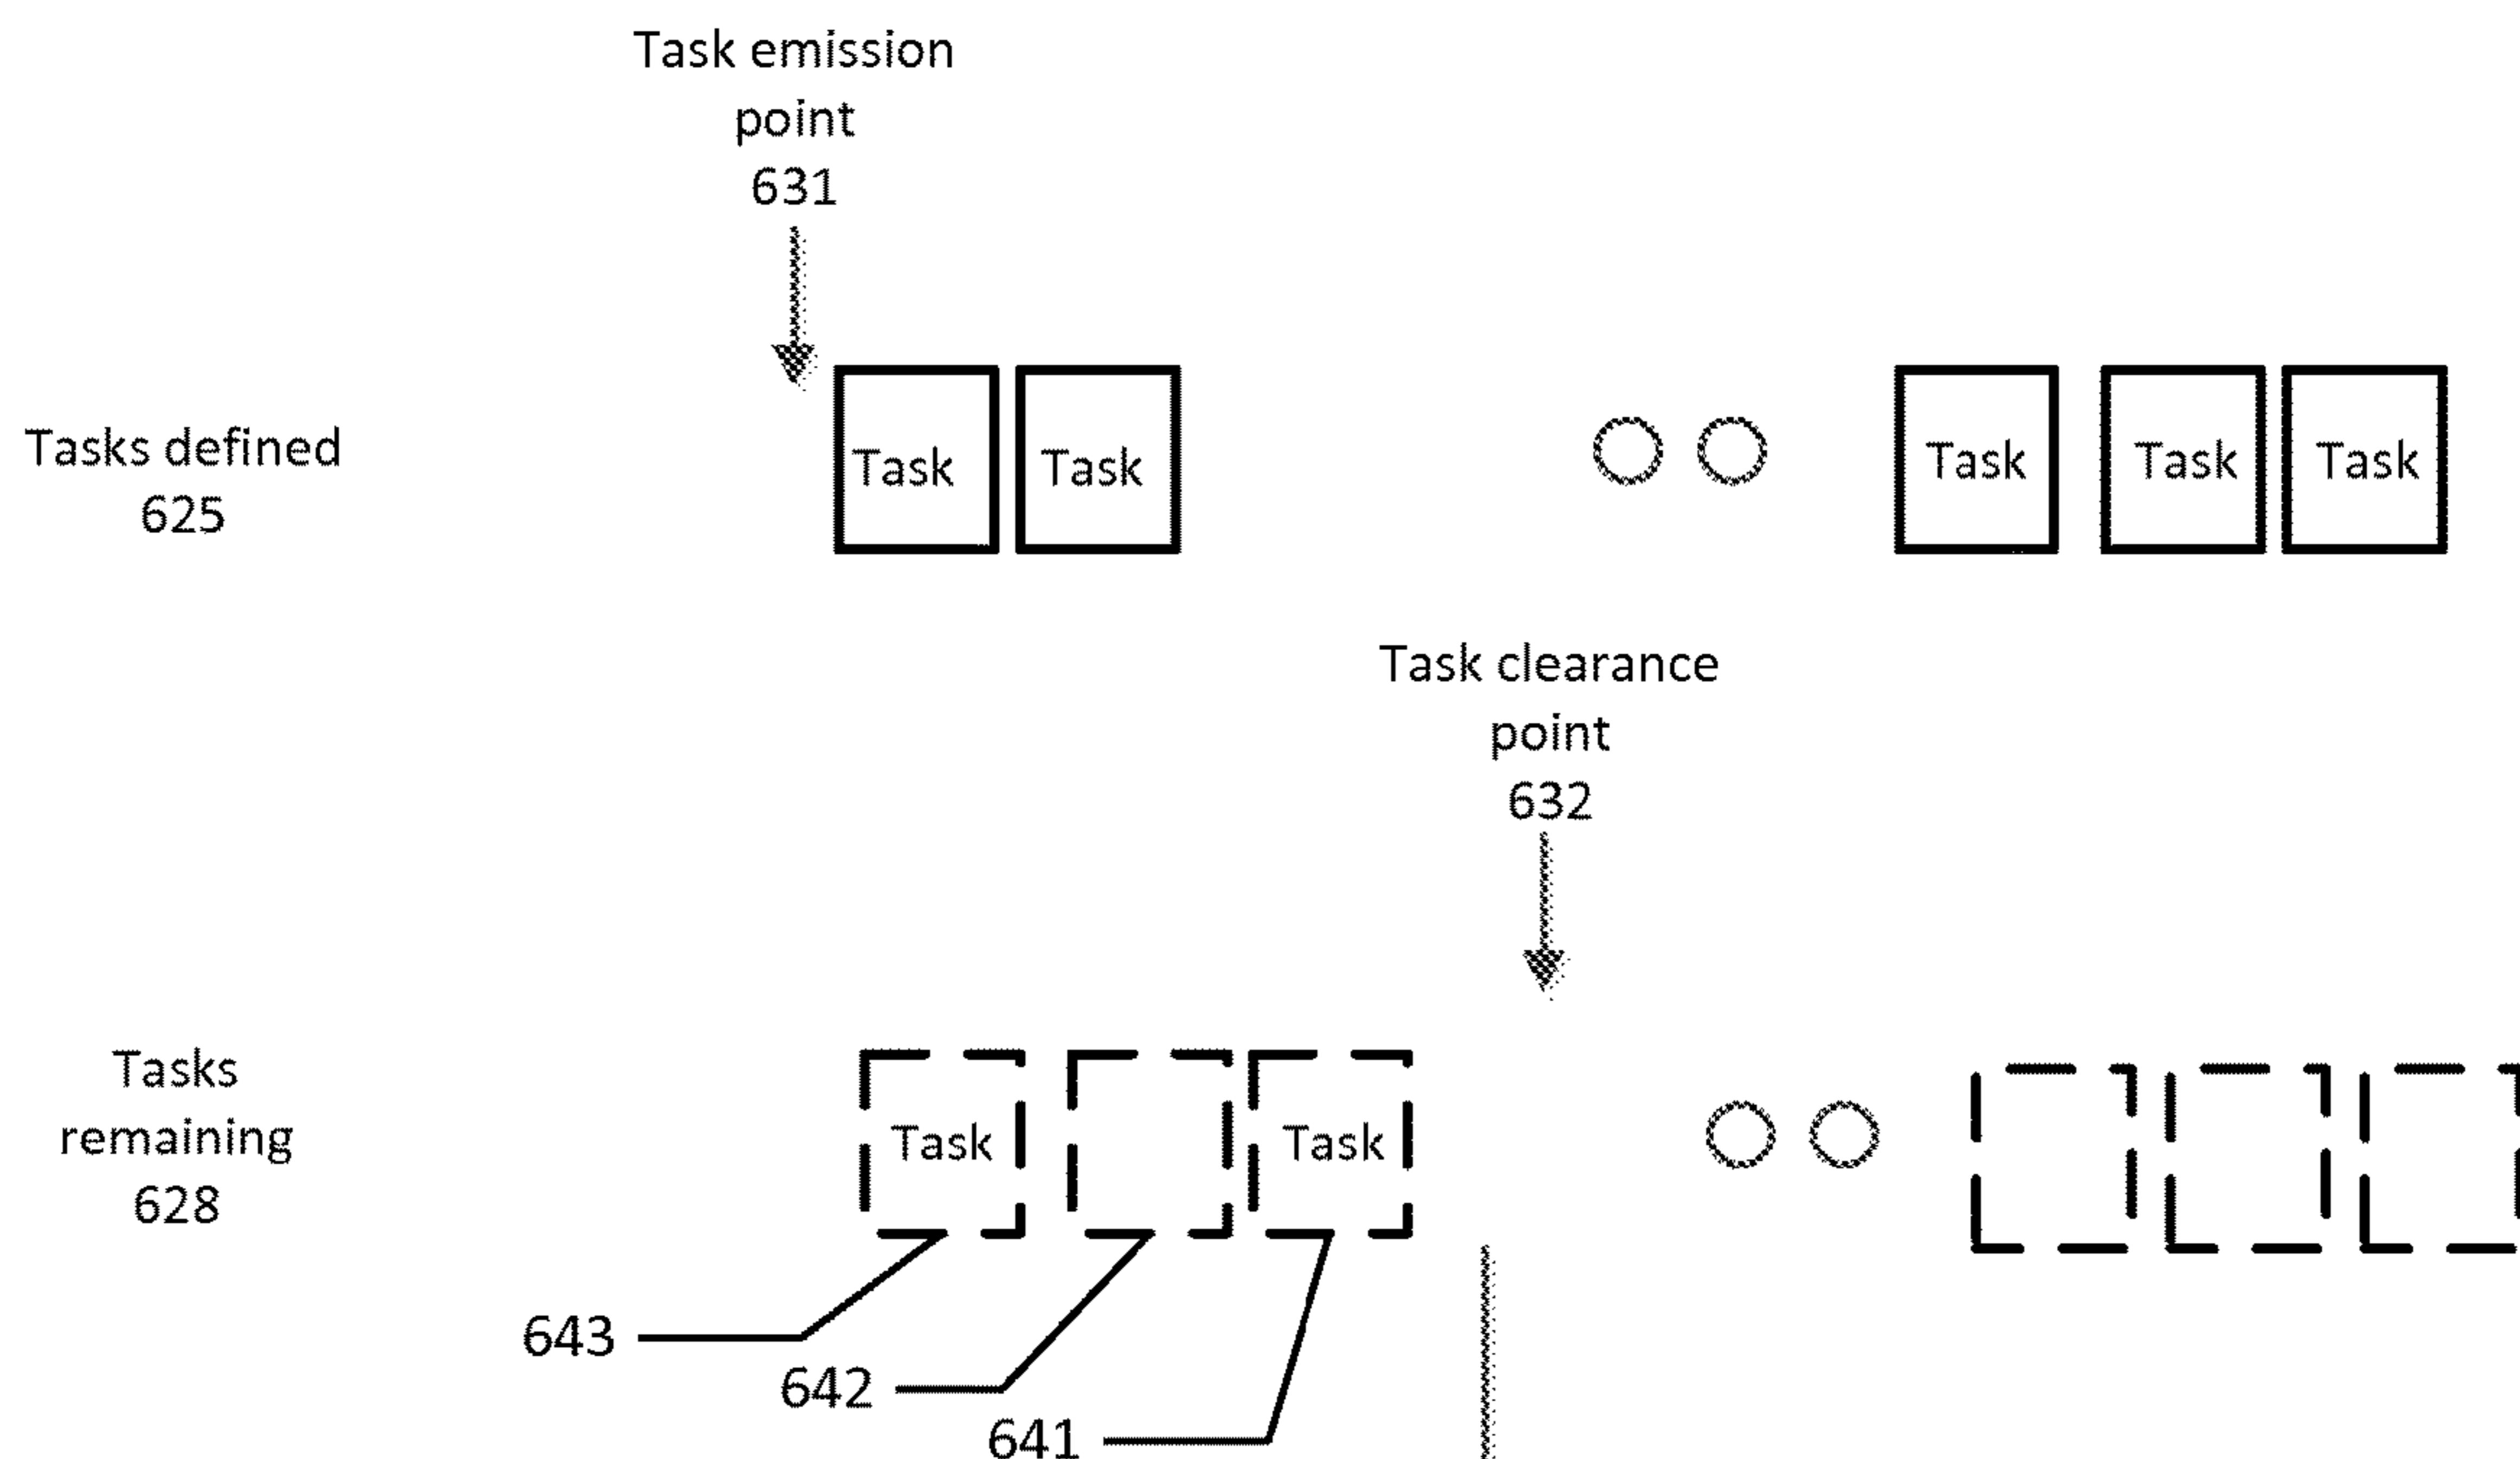 Task emission
point
631
Tasks defined
625
Task
Task
Task
Task
Task
Task clearance
point
632
Tasks
remaining
628
Task
Task
643
642
641